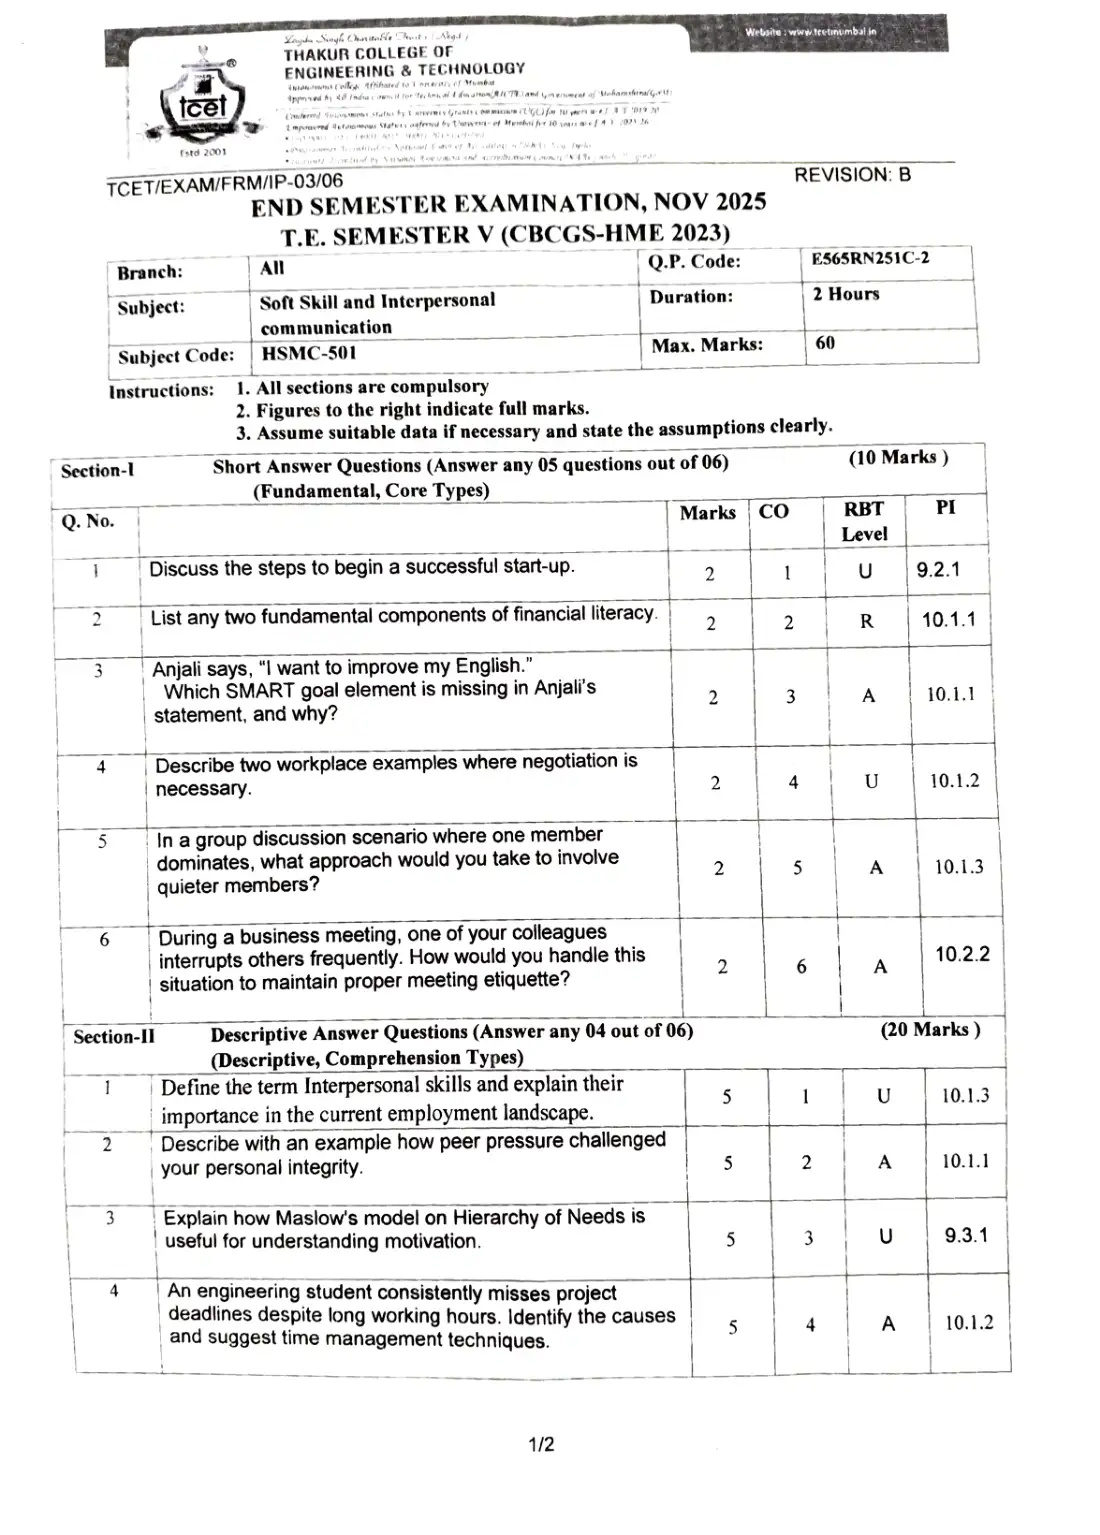 Website : www.tcetmumbai.in
THAKUR COLLEGE OF
ENGINEERING & TECHNOLOGY
tcet
Estd 2001
TCET/EXAM/FRM/IP-03/06
REVISION: B
END SEMESTER EXAMINATION, NOV 2025
T.E. SEMESTER V (CBCGS-HME 2023)
Branch: All Q.P. Code: E565RN251C-2
Subject: Soft Skill and Interpersonal Duration: 2 Hours
communication
Subject Code: HSMC-501 Max. Marks: 60
Instructions: 1. All sections are compulsory
2. Figures to the right indicate full marks.
3. Assume suitable data if necessary and state the assumptions clearly.
Section-I Short Answer Questions (Answer any 05 questions out of 06) (10 Marks )
(Fundamental, Core Types)
Q. No. Marks CO RBT PI
Level
1 Discuss the steps to begin a successful start-up. 2 1 U 9.2.1
2 List any two fundamental components of financial literacy. 2 2 R 10.1.1
3 Anjali says, “I want to improve my English.”
Which SMART goal element is missing in Anjali's 2 3 A 10.1.1
statement, and why?
4 Describe two workplace examples where negotiation is
necessary. 2 4 U 10.1.2
5 In a group discussion scenario where one member
dominates, what approach would you take to involve 2 5 A 10.1.3
quieter members?
6 During a business meeting, one of your colleagues
interrupts others frequently. How would you handle this 2 6 A 10.2.2
situation to maintain proper meeting etiquette?
Section-II Descriptive Answer Questions (Answer any 04 out of 06) (20 Marks )
(Descriptive, Comprehension Types)
1 Define the term Interpersonal skills and explain their 5 1 U 10.1.3
importance in the current employment landscape.
2 Describe with an example how peer pressure challenged
your personal integrity. 5 2 A 10.1.1
3 Explain how Maslow's model on Hierarchy of Needs is
useful for understanding motivation. 5 3 U 9.3.1
4 An engineering student consistently misses project
deadlines despite long working hours. Identify the causes 5 4 A 10.1.2
and suggest time management techniques.
1/2